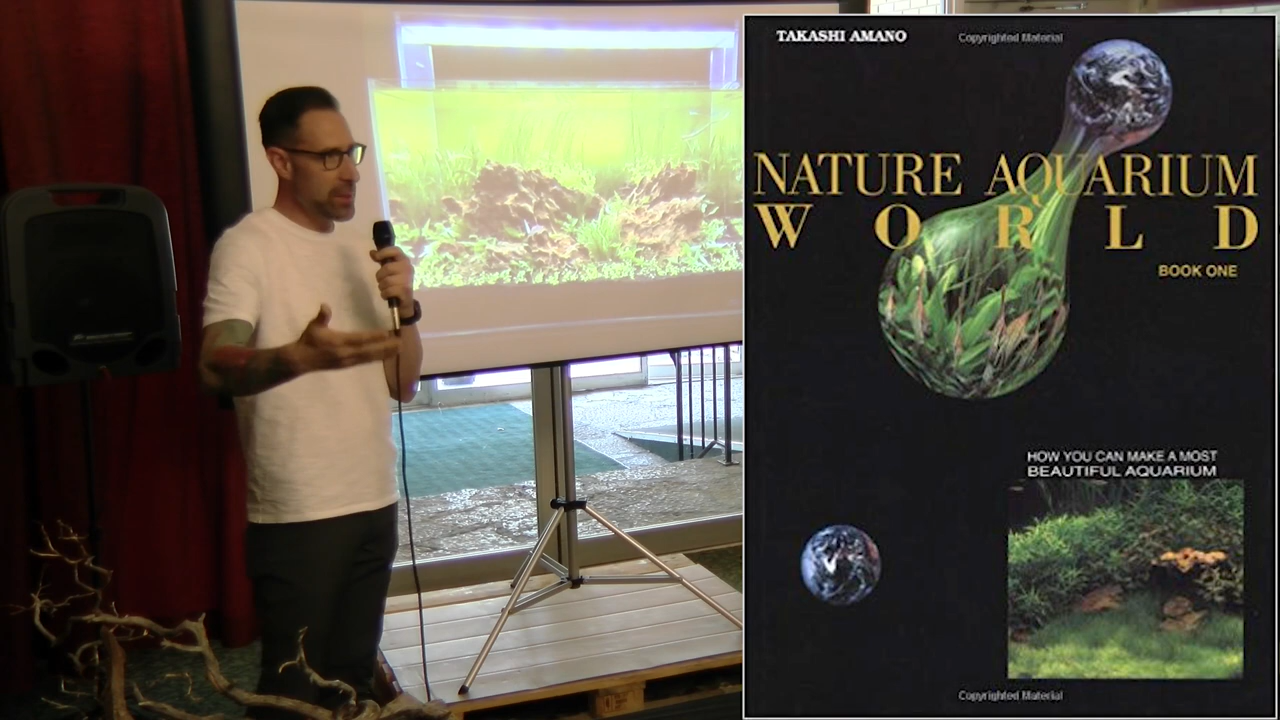 TAKASHI AMANO
Copyrighted Material
NATURE AQUARIUM
WORLD
BOOK ONE
HOW YOU CAN MAKE A MOST
BEAUTIFUL AQUARIUM
Copyrighted Material